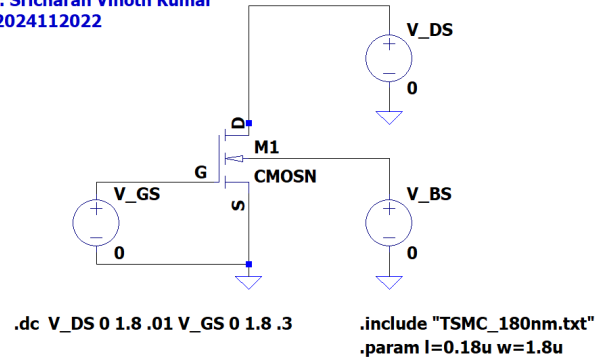 . Sricharan Vinoth Kumar
2024112022
V_DS
+
0
D
M1
G
CMOSN
V_GS
+
S
0
V_BS
+
0
.dc V_DS 0 1.8 .01 V_GS 0 1.8 .3
.include "TSMC_180nm.txt"
.param l=0.18u w=1.8u